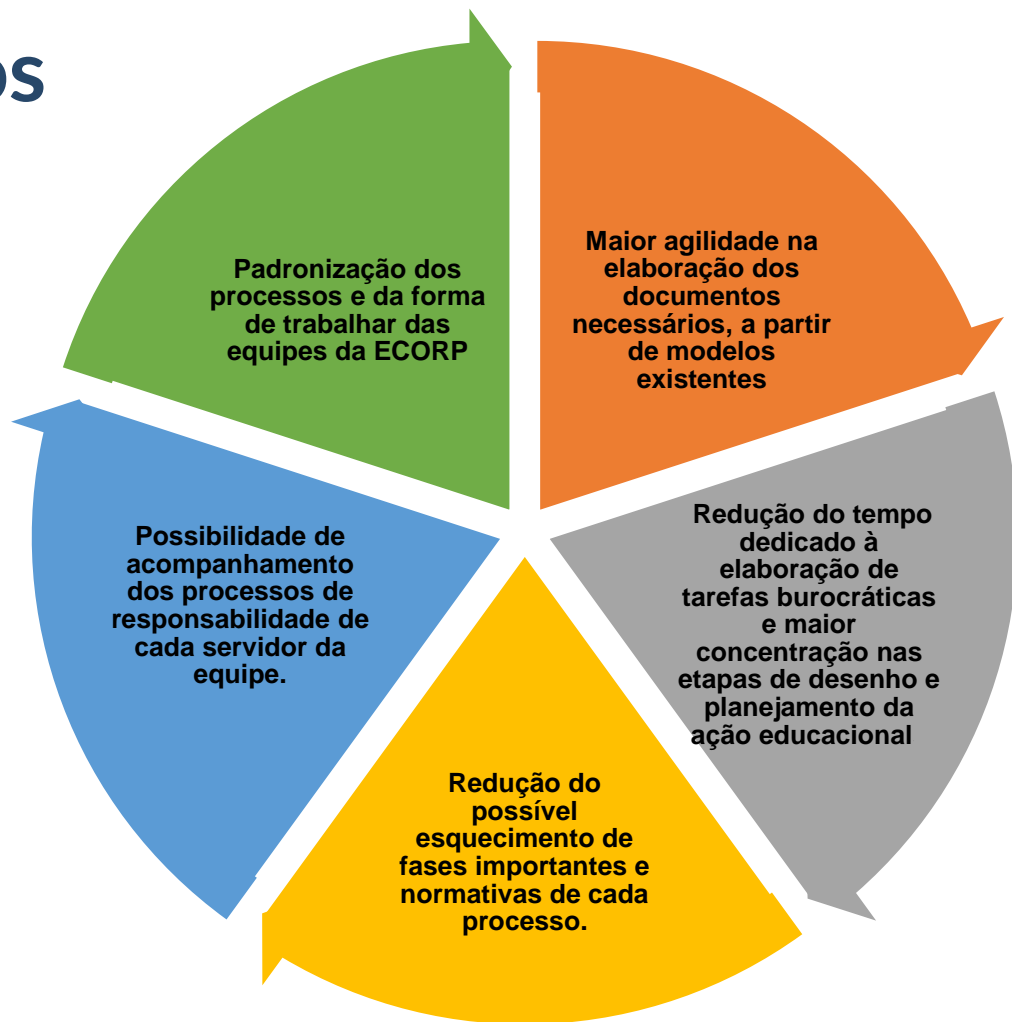 os
Maior agilidade na
elaboração dos
documentos
necessários, a partir
de modelos
existentes
Redução do tempo
dedicado à
elaboração de
tarefas burocráticas
e maior
concentração nas
etapas de desenho e
planejamento da
ação educacional
Redução do
possível
esquecimento de
fases importantes e
normativas de cada
processo.
Possibilidade de
acompanhamento
dos processos de
responsabilidade de
cada servidor da
equipe.
Padronização dos
processos e da forma
de trabalhar das
equipes da ECORP